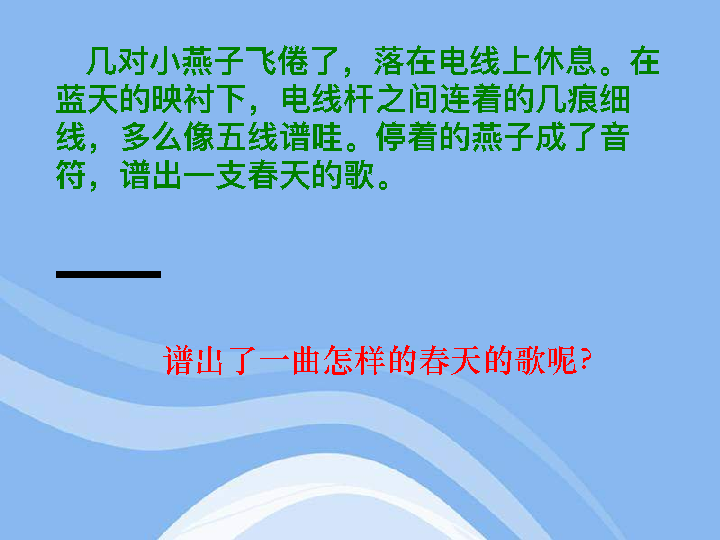 几对小燕子飞倦了，落在电线上休息。在
蓝天的映衬下，电线杆之间连着的几痕细
线，多么像五线谱哇。停着的燕子成了音
符，谱出一支春天的歌。
谱出了一曲怎样的春天的歌呢?